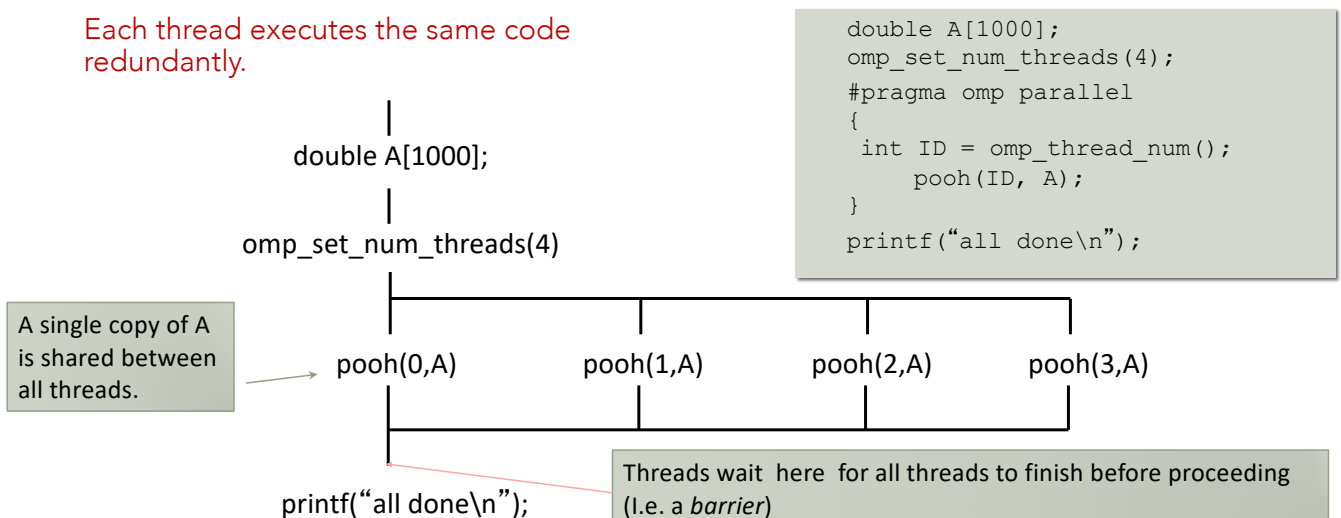 Each thread executes the same code
redundantly.
double A[1000];
omp_set_num_threads(4);
#pragma omp parallel
{
int ID = omp_thread_num();
pooh(ID, A);
}
printf(“all done\n”);
double A[1000];
omp_set_num_threads(4)
A single copy of A
is shared between
all threads.
pooh(0,A) pooh(1,A) pooh(2,A) pooh(3,A)
Threads wait here for all threads to finish before proceeding
(I.e. a barrier)
printf(“all done\n”);